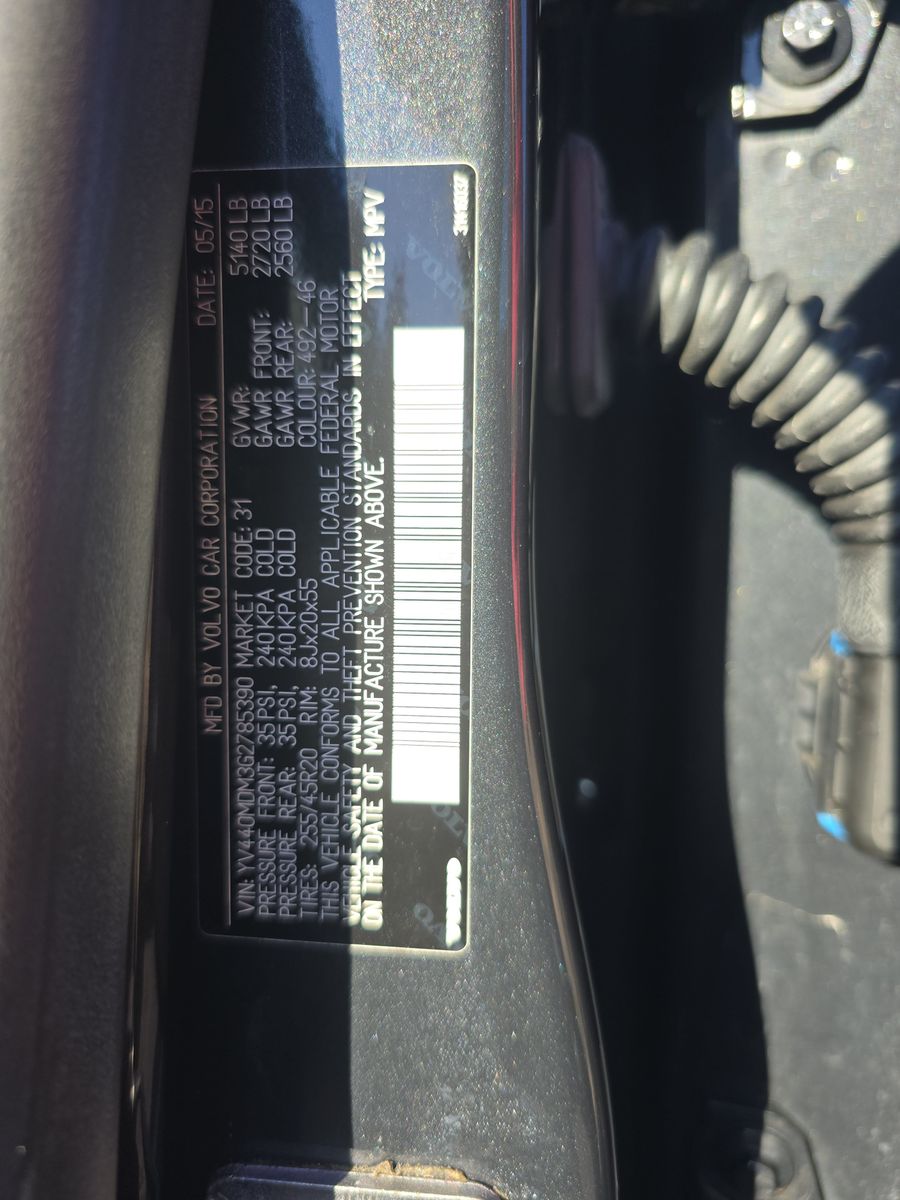 MFD BY VOLVO CAR CORPORATION DATE: 05/15
VIN: YV440MDM3G2785390 MARKET CODE: 31 GVWR: 5140 LB
PRESSURE FRONT: 35PSI, 240KPA COLD GAWR FRONT: 2720 LB
PRESSURE REAR: 35PSI, 240KPA COLD GAWR REAR: 2560 LB
TIRES: 255/45R20 RIM: 8Jx20x55 COLOUR: 492-46
THIS VEHICLE CONFORMS TO ALL APPLICABLE FEDERAL MOTOR
VEHICLE SAFETY AND THEFT PREVENTION STANDARDS IN EFFECT
ON THE DATE OF MANUFACTURE SHOWN ABOVE. TYPE: MPV
VOLVO